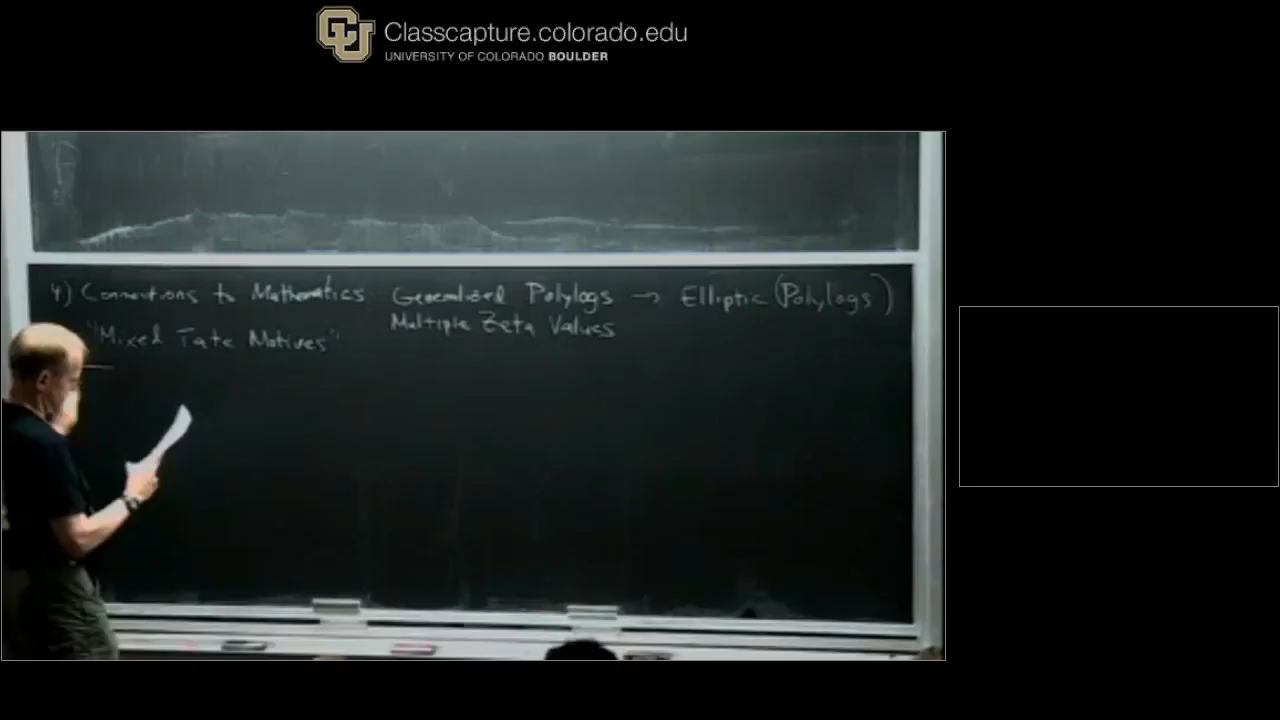 Classcapture.colorado.edu
UNIVERSITY OF COLORADO BOULDER
4) Connections to Mathematics Generalized Polylogs → Elliptic (Polylogs)
"Mixed Tate Motives" Multiple Zeta Values